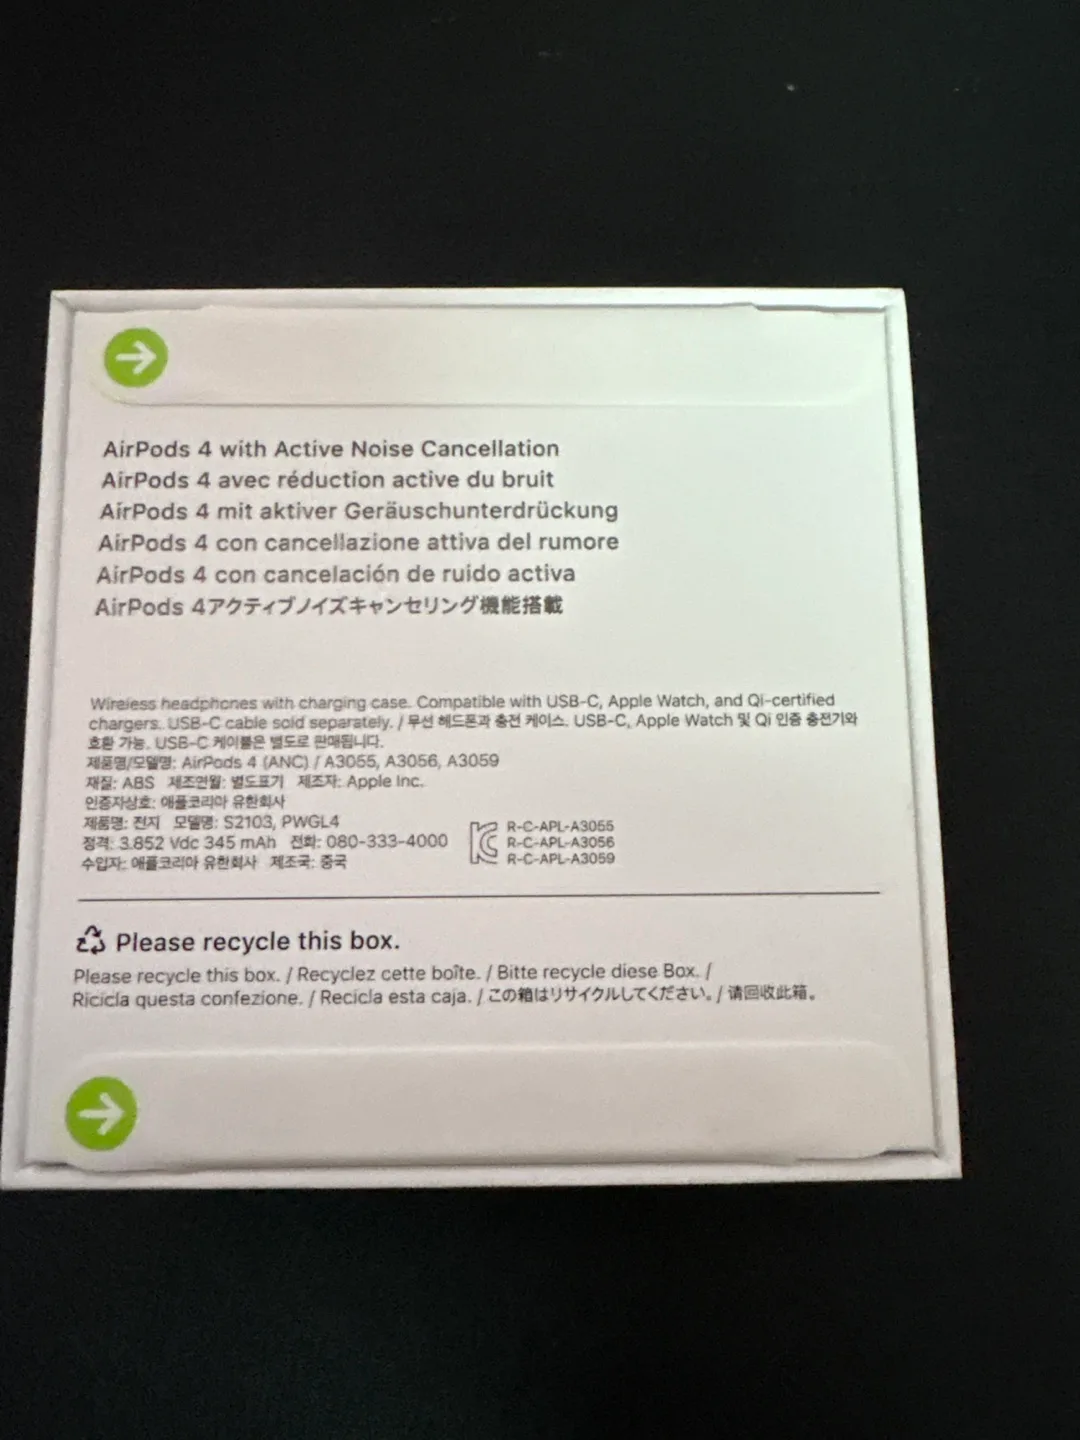 AirPods 4 with Active Noise Cancellation
AirPods 4 avec réduction active du bruit
AirPods 4 mit aktiver Geräuschunterdrückung
AirPods 4 con cancellazione attiva del rumore
AirPods 4 con cancelación de ruido activa
AirPods 4アクティブノイズキャンセリング機能搭載
Wireless headphones with charging case. Compatible with USB-C, Apple Watch, and Qi-certified
chargers. USB-C cable sold separately. / 무선 헤드폰과 충전 케이스. USB-C, Apple Watch 및 Qi 인증 충전기와
호환 가능. USB-C 케이블은 별도로 판매됩니다.
제품명/모델명: AirPods 4 (ANC) / A3055, A3056, A3059
재질: ABS 제조연월: 별도표기 제조자: Apple Inc.
인증자상호: 애플코리아 유한회사
제품명: 전지 모델명: S2103, PWGL4
정격: 3.852 Vdc 345 mAh 전화: 080-333-4000
수입자: 애플코리아 유한회사 제조국: 중국
R-C-APL-A3055
R-C-APL-A3056
R-C-APL-A3059
Please recycle this box.
Please recycle this box. / Recyclez cette boîte. / Bitte recycle diese Box. /
Ricicla questa confezione. / Recicla esta caja. / この箱はリサイクルしてください。/ 请回收此箱。